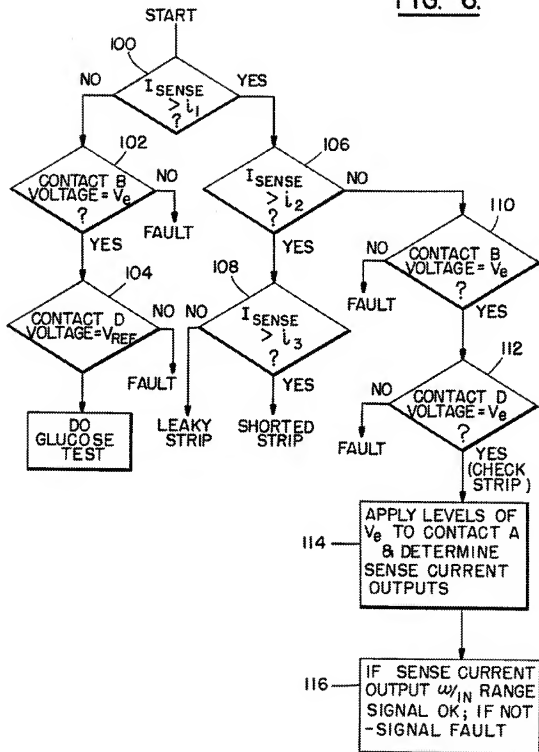 FIG. 6.
START
100
I SENSE
> i1
?
NO
YES
102
CONTACT B
VOLTAGE=Ve
?
NO
FAULT
YES
104
CONTACT D
VOLTAGE=VREF
?
NO
FAULT
DO
GLUCOSE
TEST
106
I SENSE
> i2
?
NO
YES
108
I SENSE
> i3
?
NO
YES
LEAKY
STRIP
SHORTED
STRIP
110
CONTACT B
VOLTAGE=Ve
?
NO
FAULT
YES
112
CONTACT D
VOLTAGE=Ve
?
NO
FAULT
YES
(CHECK
STRIP)
114
APPLY LEVELS OF
Ve TO CONTACT A
& DETERMINE
SENSE CURRENT
OUTPUTS
116
IF SENSE CURRENT
OUTPUT ω/IN RANGE
SIGNAL OK; IF NOT
-SIGNAL FAULT